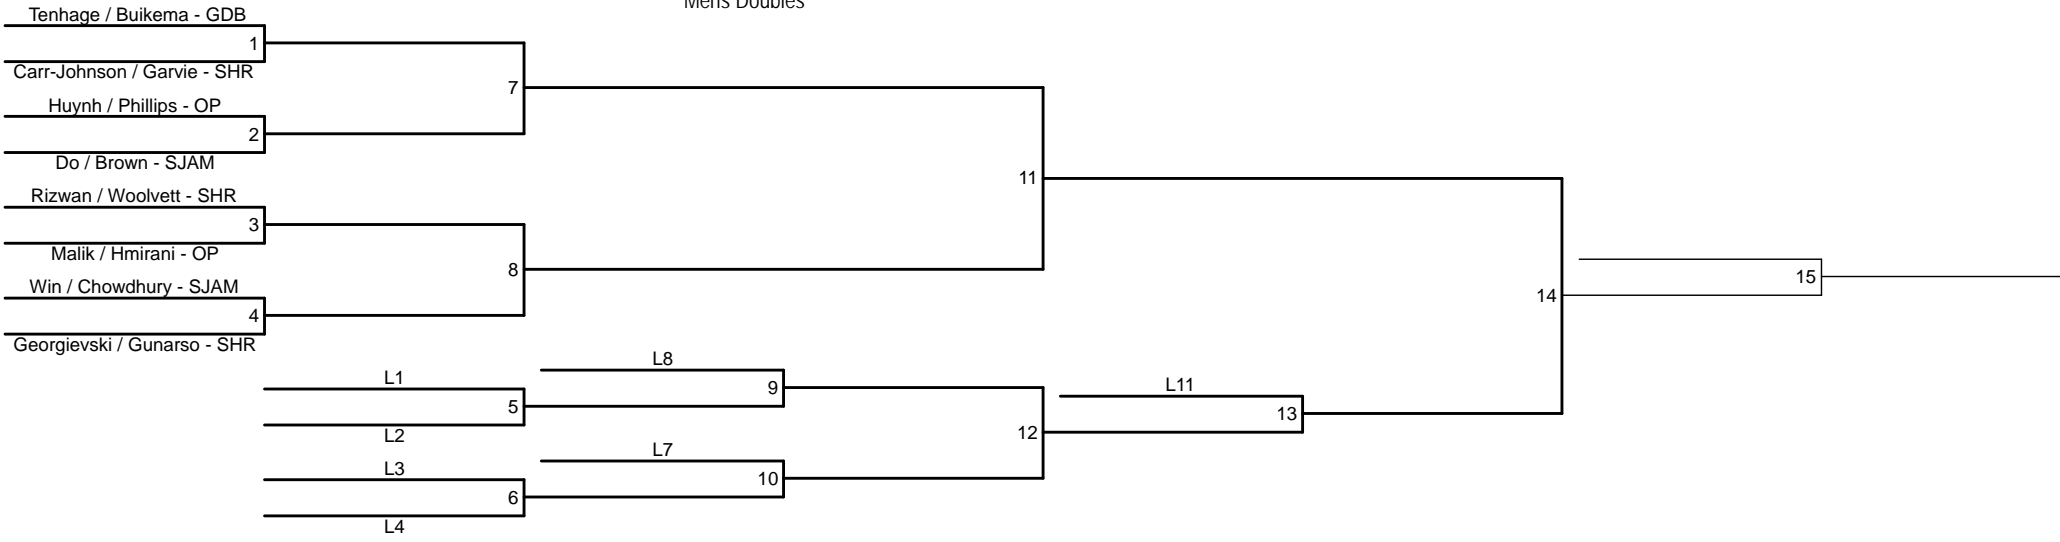 Mens Doubles
Tenhage / Buikema - GDB
1
Carr-Johnson / Garvie - SHR
7
Huynh / Phillips - OP
2
Do / Brown - SJAM
11
Rizwan / Woolvett - SHR
3
Malik / Hmirani - OP
8
15
Win / Chowdhury - SJAM
14
4
Georgievski / Gunarso - SHR
L8
L1
9
L11
5
13
L2
12
L7
L3
10
6
L4